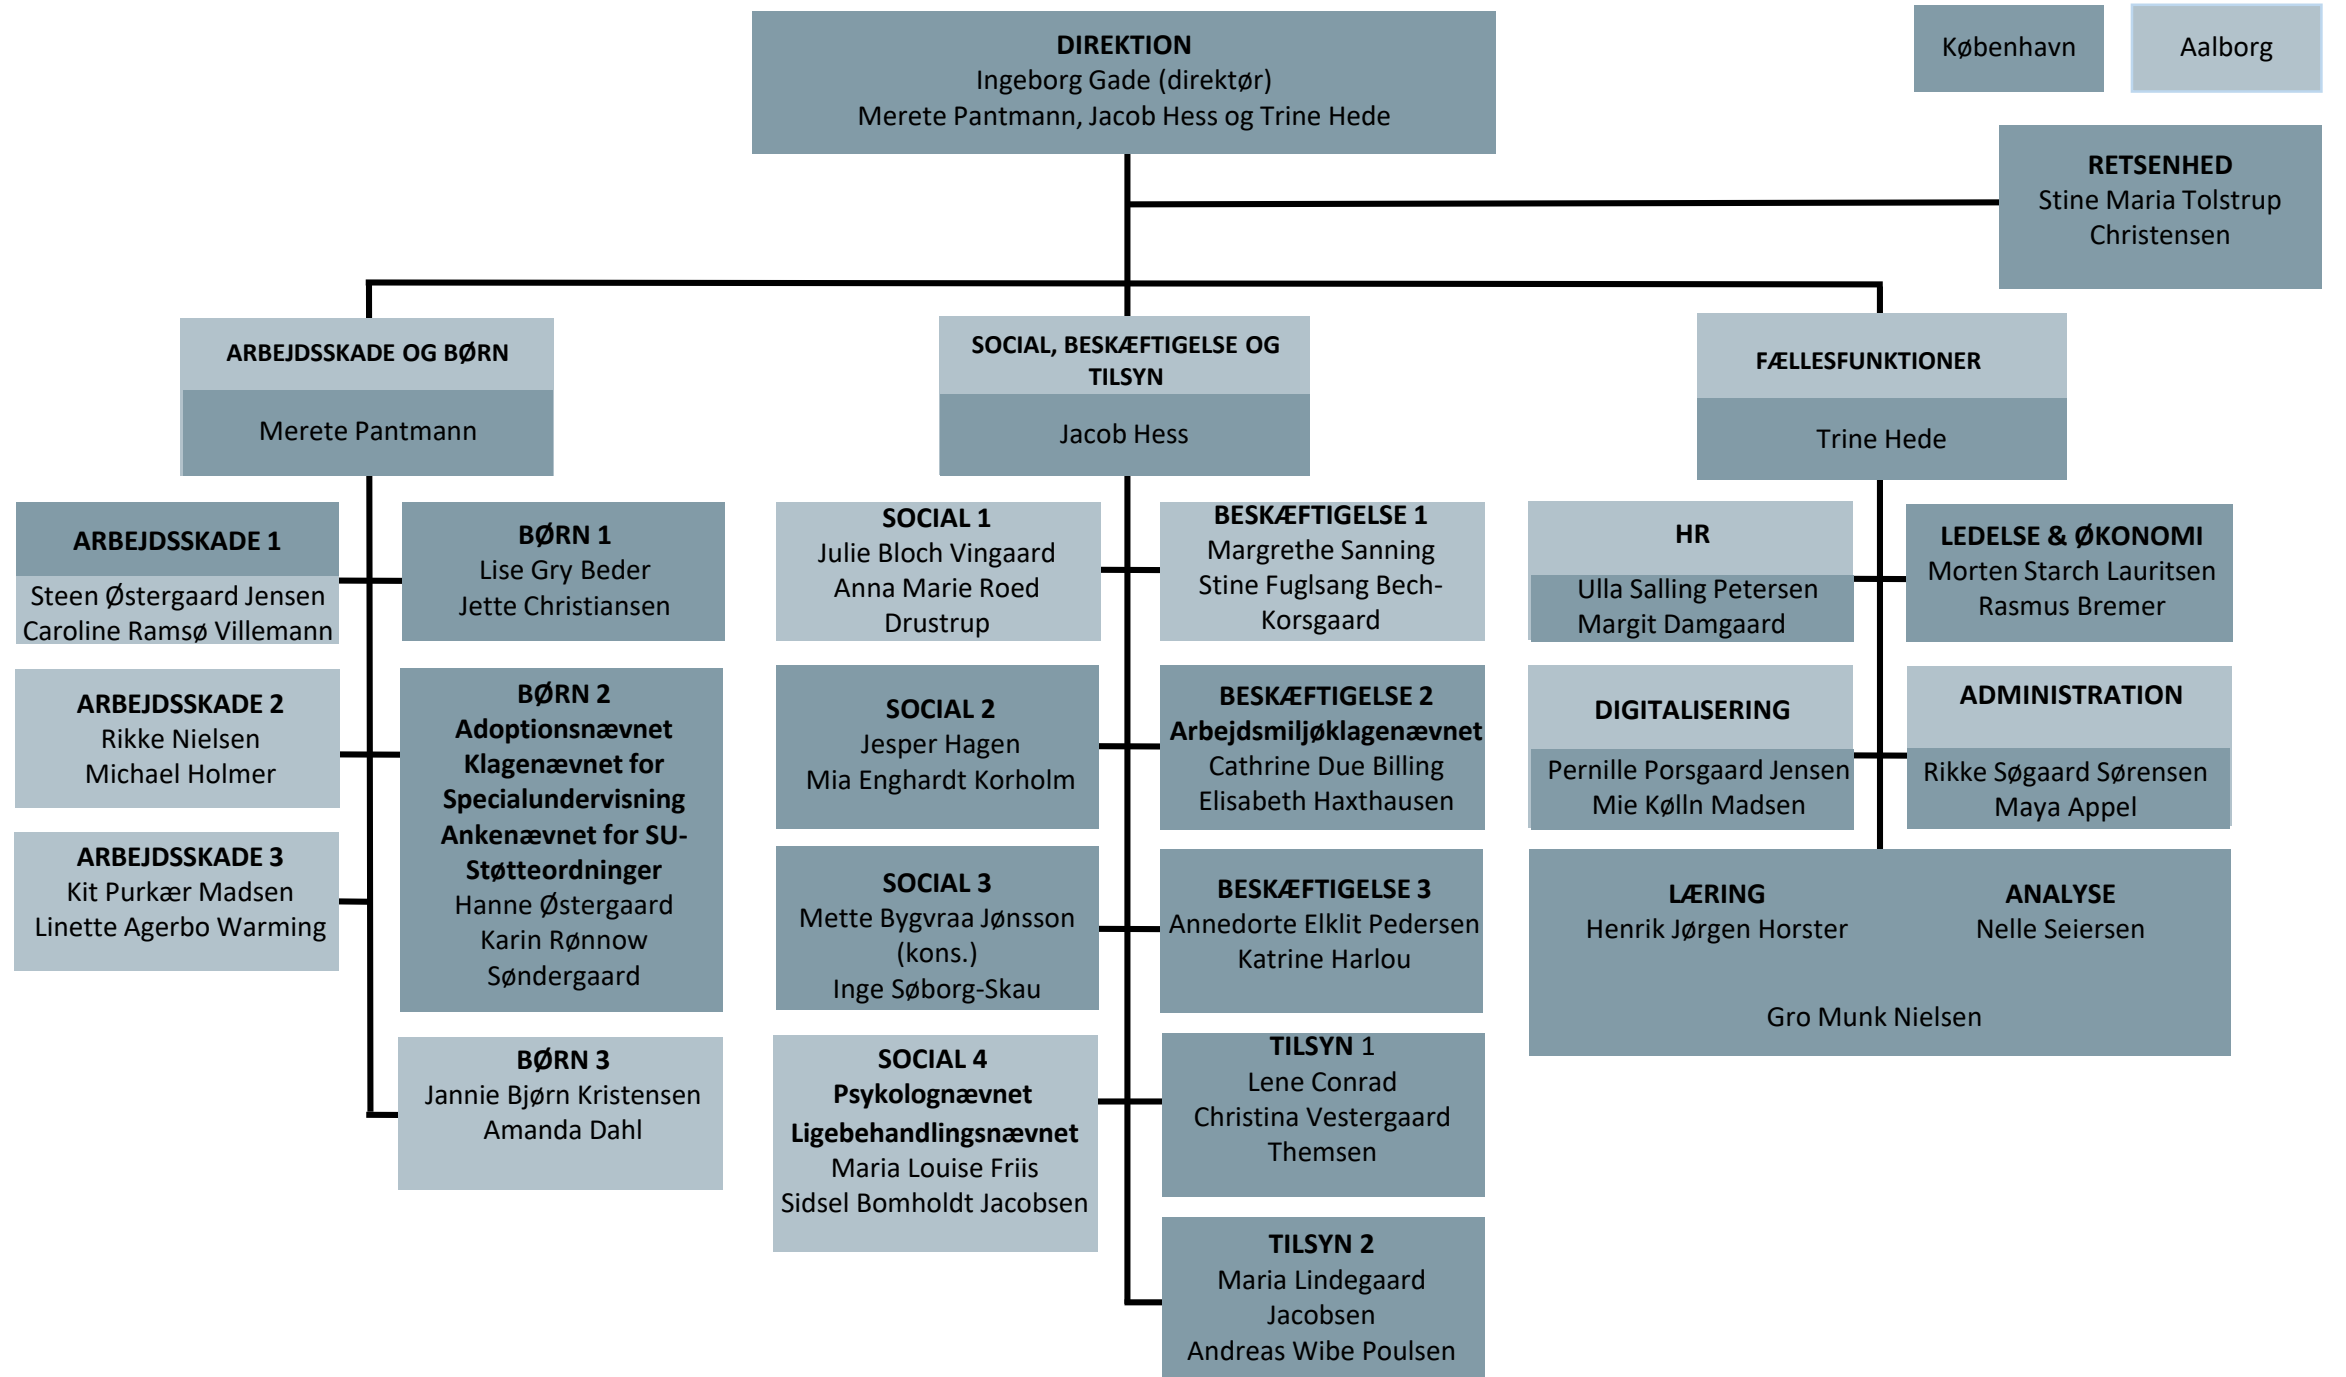 DIREKTION
Ingeborg Gade (direktør)
Merete Pantmann, Jacob Hess og Trine Hede
København
Aalborg
RETSENHED
Stine Maria Tolstrup
Christensen
ARBEJDSSKADE OG BØRN
Merete Pantmann
SOCIAL, BESKÆFTIGELSE OG
TILSYN
Jacob Hess
FÆLLESFUNKTIONER
Trine Hede
ARBEJDSSKADE 1
Steen Østergaard Jensen
Caroline Ramsø Villemann
ARBEJDSSKADE 2
Rikke Nielsen
Michael Holmer
ARBEJDSSKADE 3
Kit Purkær Madsen
Linette Agerbo Warming
BØRN 1
Lise Gry Beder
Jette Christiansen
BØRN 2
Adoptionsnævnet
Klagenævnet for
Specialundervisning
Ankenævnet for SU-
Støtteordninger
Hanne Østergaard
Karin Rønnow
Søndergaard
BØRN 3
Jannie Bjørn Kristensen
Amanda Dahl
SOCIAL 1
Julie Bloch Vingaard
Anna Marie Roed
Drustrup
SOCIAL 2
Jesper Hagen
Mia Enghardt Korholm
SOCIAL 3
Mette Bygvraa Jønsson
(kons.)
Inge Søborg-Skau
SOCIAL 4
Psykolognævnet
Ligebehandlingsnævnet
Maria Louise Friis
Sidsel Bomholdt Jacobsen
BESKÆFTIGELSE 1
Margrethe Sanning
Stine Fuglsang Bech-
Korsgaard
BESKÆFTIGELSE 2
Arbejdsmiljøklagenævnet
Cathrine Due Billing
Elisabeth Haxthausen
BESKÆFTIGELSE 3
Annedorte Elklit Pedersen
Katrine Harlou
TILSYN 1
Lene Conrad
Christina Vestergaard
Themsen
TILSYN 2
Maria Lindegaard
Jacobsen
Andreas Wibe Poulsen
HR
Ulla Salling Petersen
Margit Damgaard
LEDELSE & ØKONOMI
Morten Starch Lauritsen
Rasmus Bremer
DIGITALISERING
Pernille Porsgaard Jensen
Mie Kølln Madsen
ADMINISTRATION
Rikke Søgaard Sørensen
Maya Appel
LÆRING
Henrik Jørgen Horster
ANALYSE
Nelle Seiersen
Gro Munk Nielsen